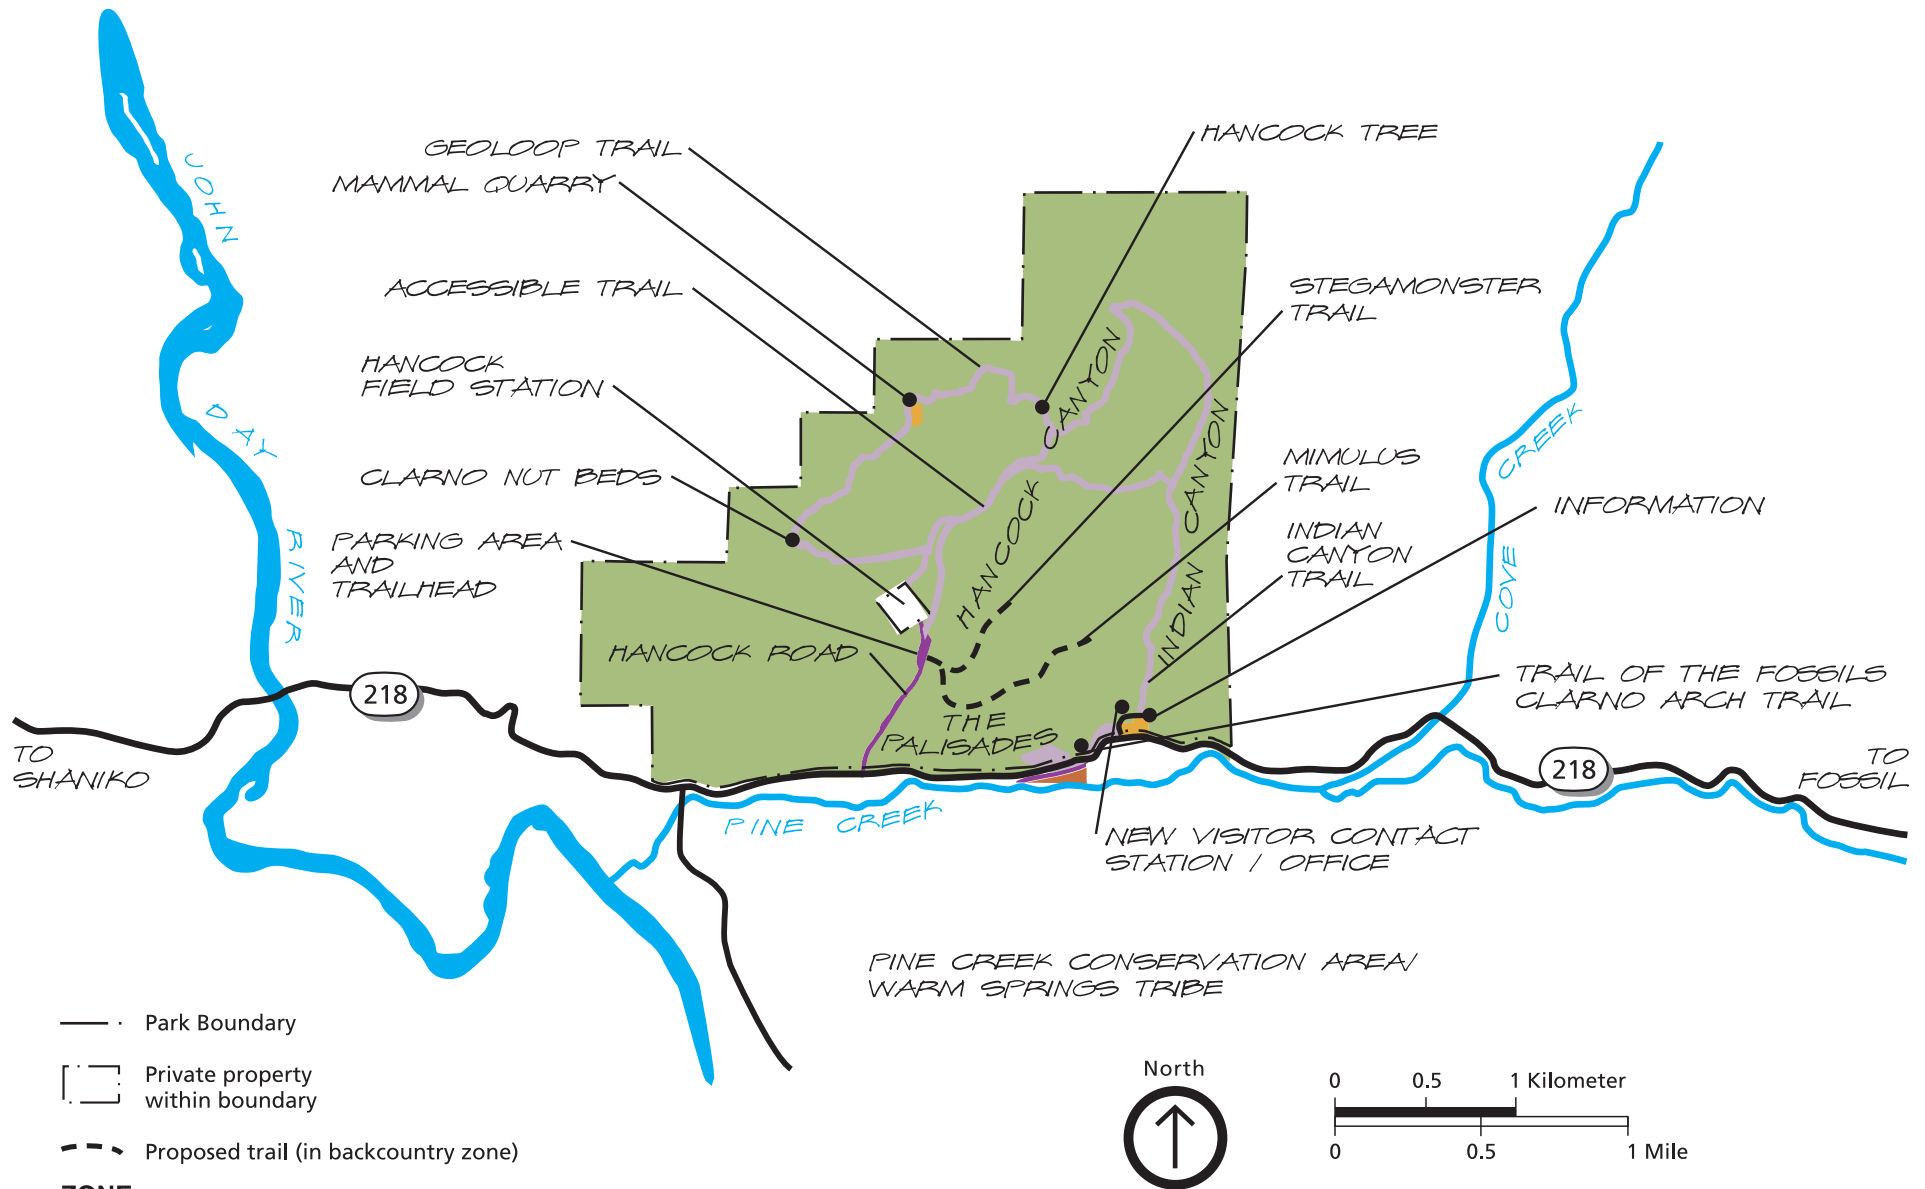 GEOLOOP TRAIL
MAMMAL QUARRY
HANCOCK TREE
JOHN
ACCESSIBLE TRAIL
STEGAMONSTER
TRAIL
HANCOCK
FIELD STATION
CANYON
DAY
CREEK
CLARNO NUT BEDS
MIMULUS
TRAIL
CANYON
INFORMATION
HANCOCK
PARKING AREA
AND
TRAILHEAD
INDIAN
CANYON
TRAIL
RIVER
COVE
INDIAN
HANCOCK ROAD
TRAIL OF THE FOSSILS
CLARNO ARCH TRAIL
218
THE
PALISADES
TO
SHANIKO
218
TO
FOSSIL
PINE CREEK
NEW VISITOR CONTACT
STATION / OFFICE
PINE CREEK CONSERVATION AREA/
WARM SPRINGS TRIBE
Park Boundary
Private property
within boundary
Proposed trail (in backcountry zone)
ZONE
North
0 0.5 1 Kilometer
0 0.5 1 Mile